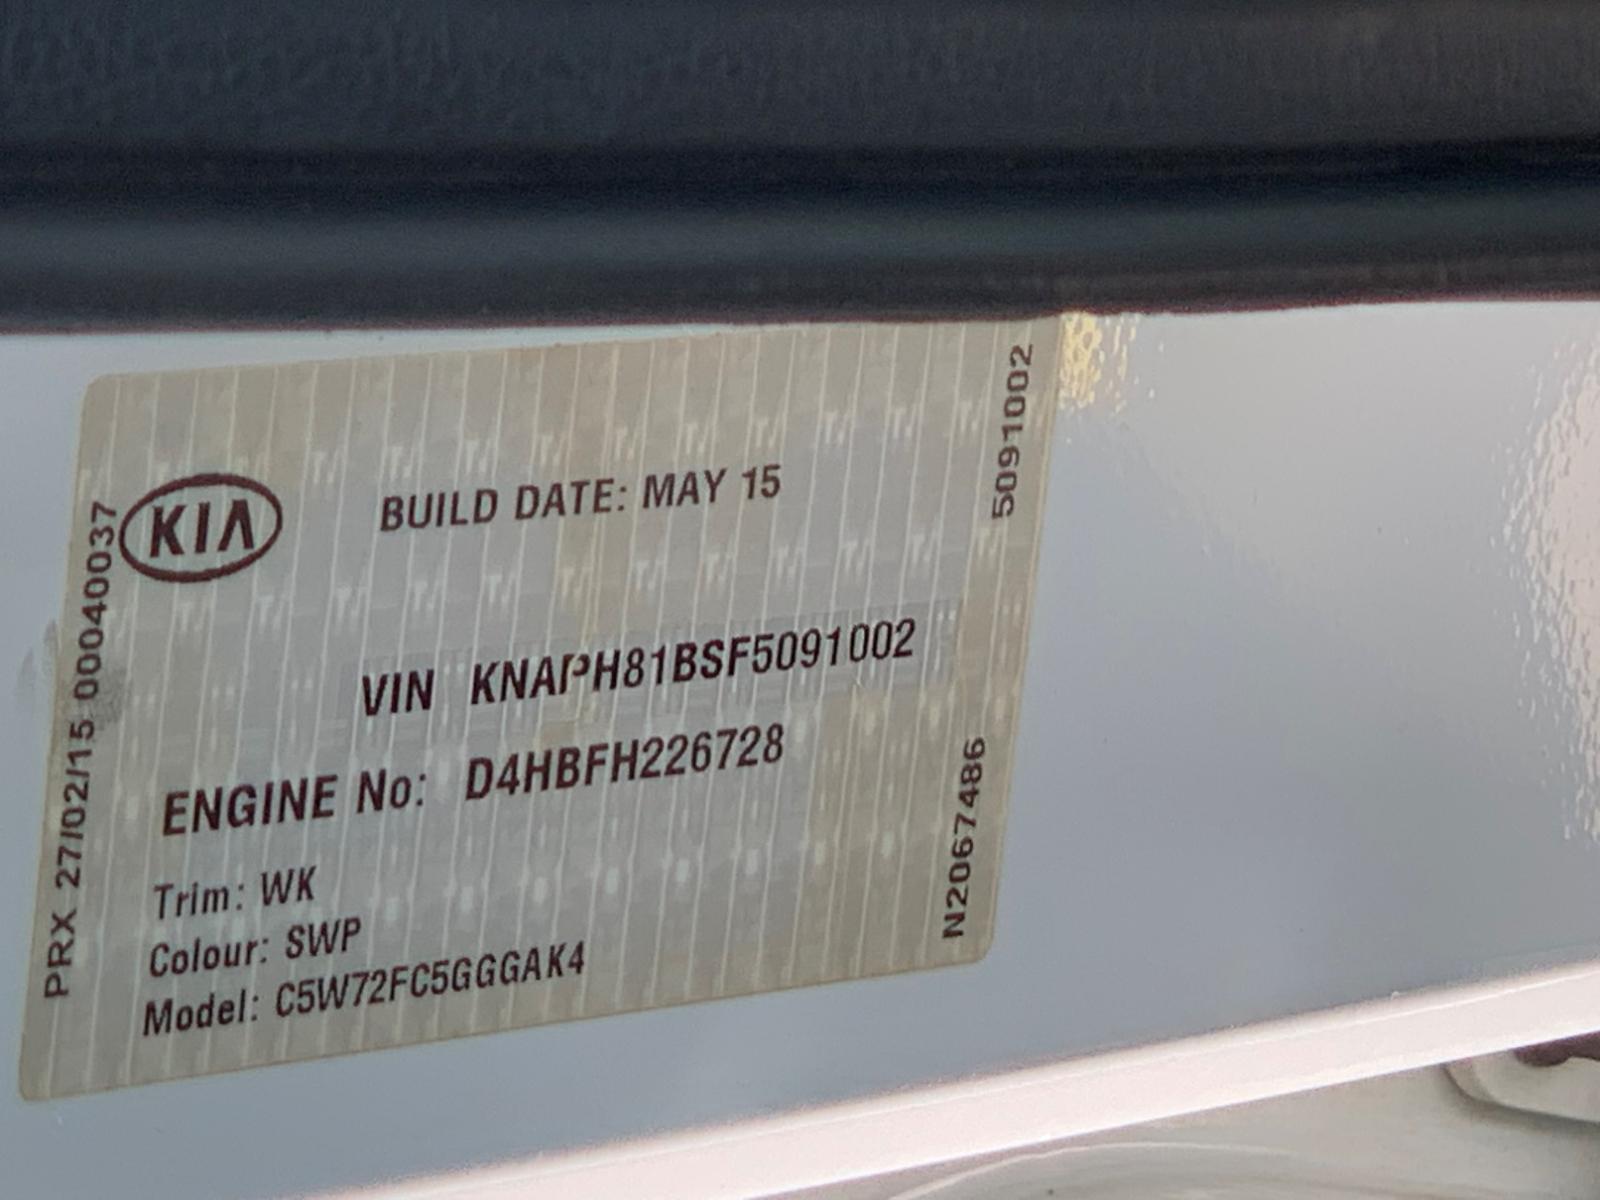 KIA
BUILD DATE: MAY 15
VIN KNAPH81BSF5091002
ENGINE No: D4HBFH226728
Trim: WK
Colour: SWP
Model: C5W72FC5GGGAK4
PRX 27/02/15 00040037
5091002
N2067486